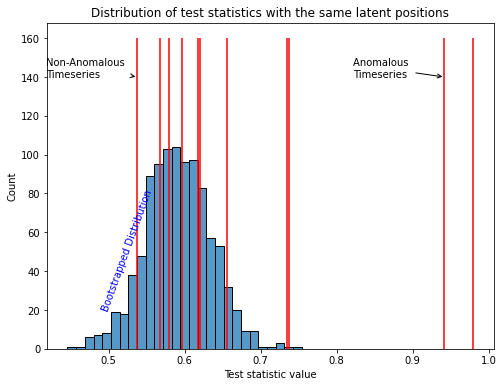 Distribution of test statistics with the same latent positions
160
140
120
100
80
60
40
20
0
Count
Non-Anomalous
Timeseries
Anomalous
Timeseries
Bootstrapped Distribution
0.5
0.6
0.7
0.8
0.9
1.0
Test statistic value